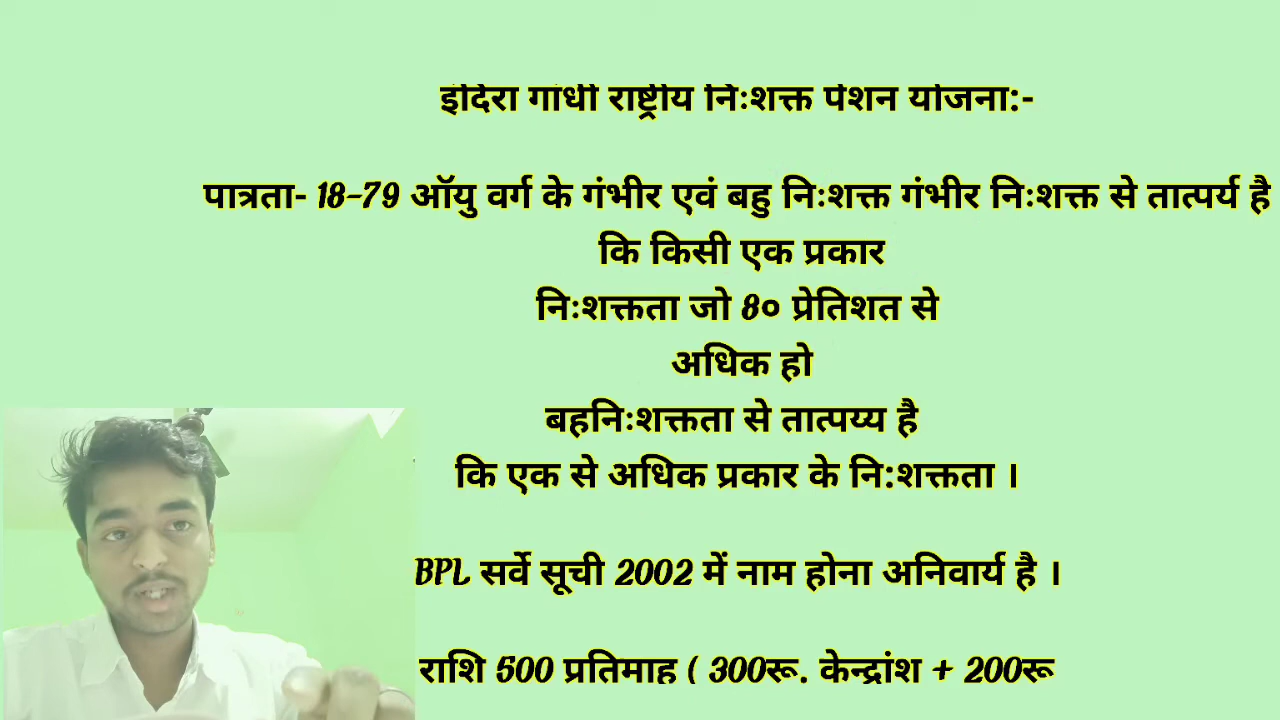 इंदिरा गांधी राष्ट्रीय निःशक्त पेंशन योजना:-
पात्रता- 18-79 ऑयु वर्ग के गंभीर एवं बहु निःशक्त गंभीर निःशक्त से तात्पर्य है
कि किसी एक प्रकार
निःशक्तता जो 8० प्रेतिशत से
अधिक हो
बहनिःशक्तता से तात्पय्य है
कि एक से अधिक प्रकार के नि:शक्तता ।
BPL सर्वे सूची 2002 में नाम होना अनिवार्य है ।
राशि 500 प्रतिमाह ( 300रू. केन्द्रांश + 200रू